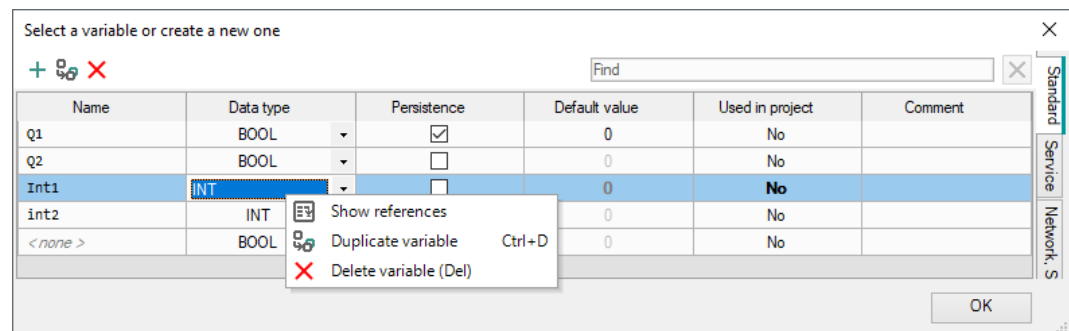 Select a variable or create a new one
Find
Name Data type Persistence Default value Used in project Comment
Q1 BOOL 0 No
Q2 BOOL 0 No
Int1 INT 0 No
int2 INT 0 No
< none > BOOL 0 No
Show references
Duplicate variable Ctrl+D
Delete variable (Del)
OK
Standard
Service
Network, S